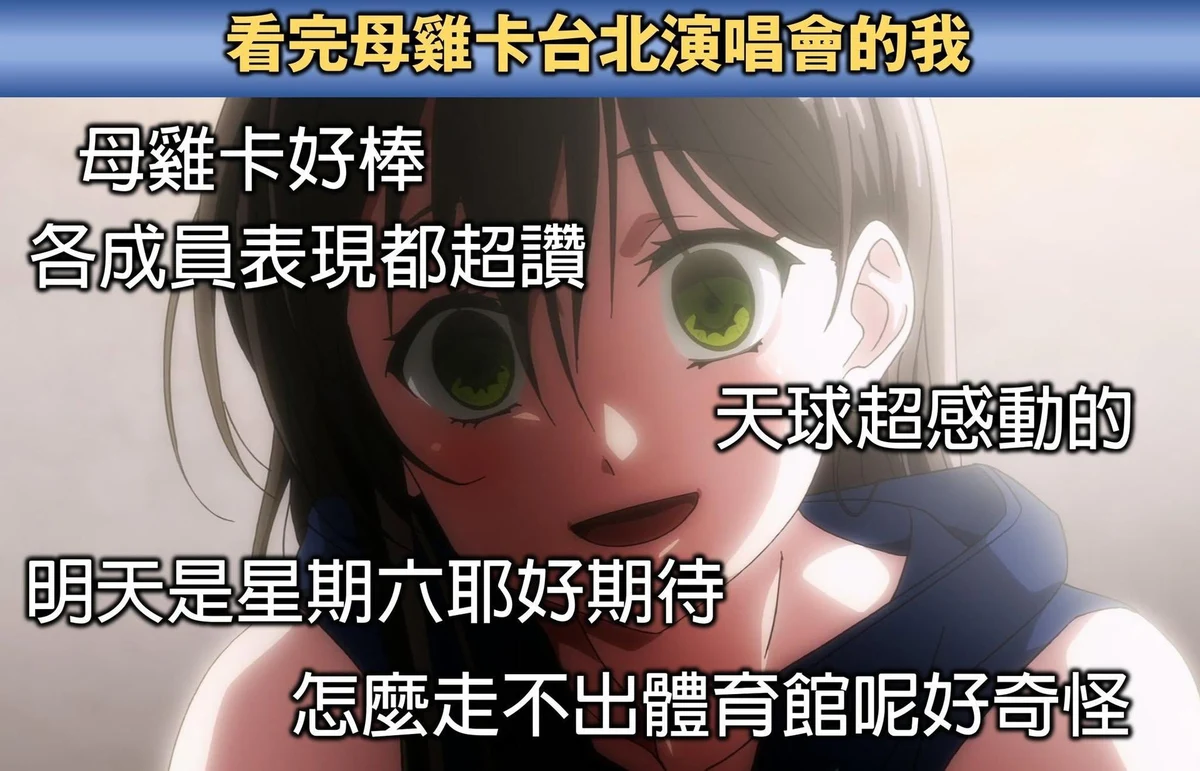 看完母雞卡台北演唱會的我
母雞卡好棒
各成員表現都超讚
天球超感動的
明天是星期六耶好期待
怎麼走不出體育館呢好奇怪